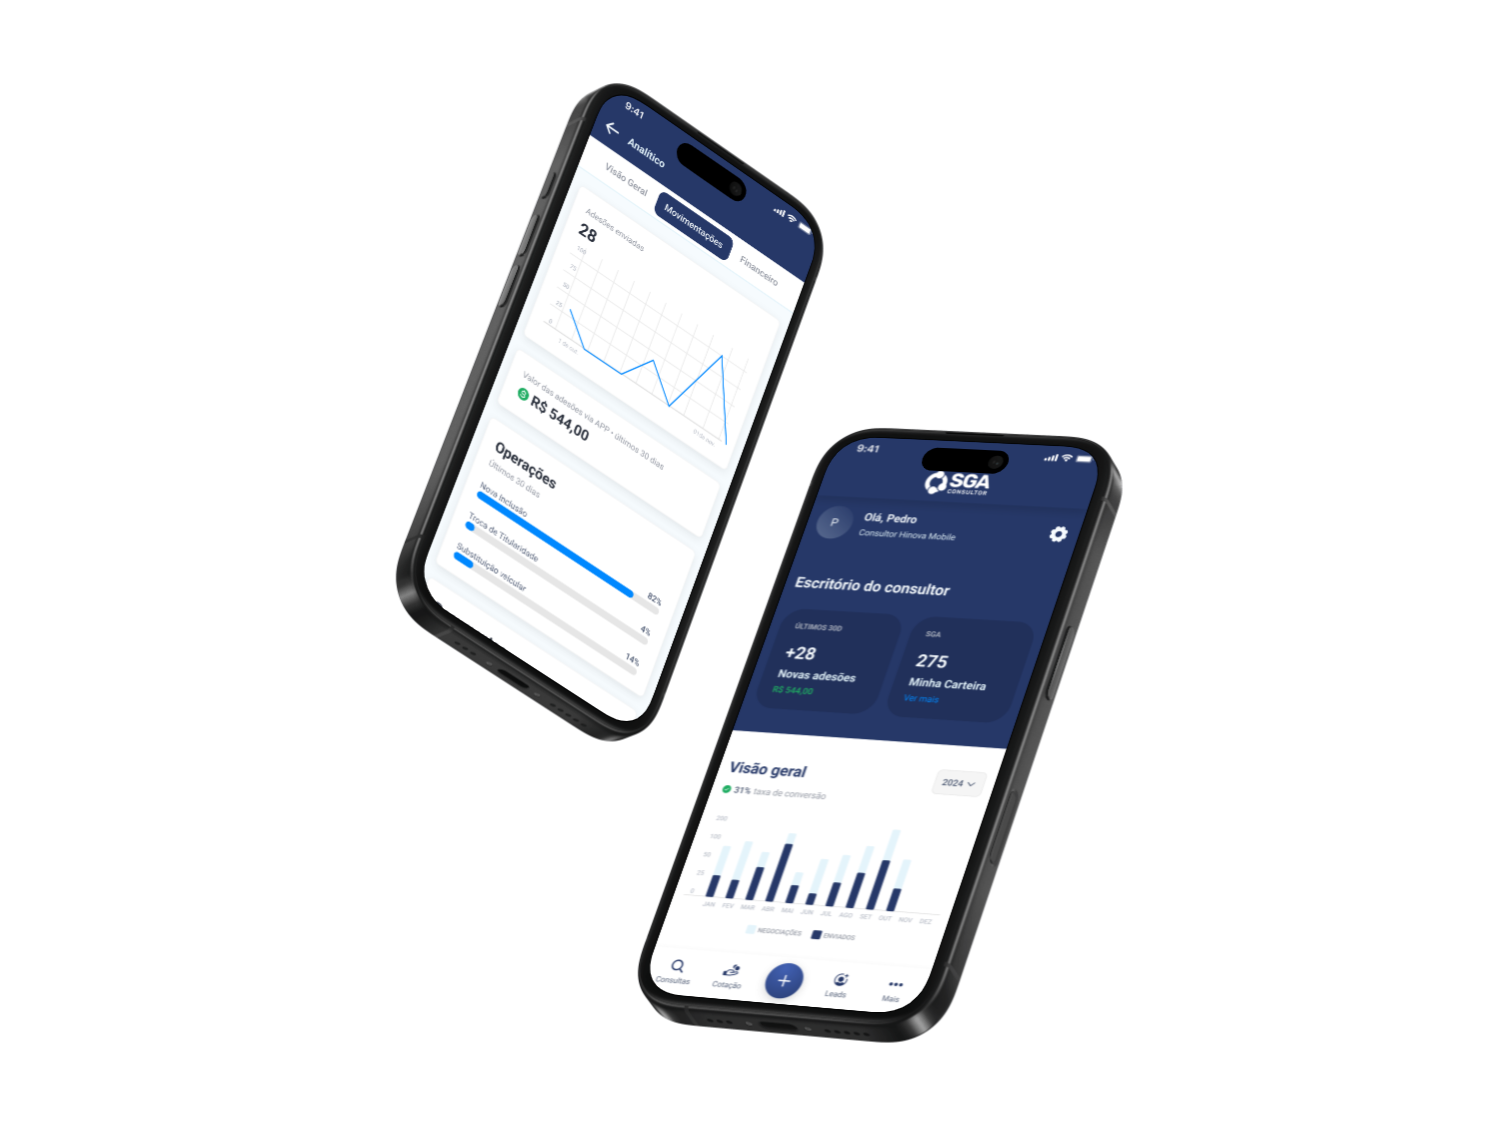 9:41
Analítico
Visão Geral
Movimentações
Financeiro
Adesões enviadas
28
100
75
50
25
0
1 de out.
Valor das adesões via APP • últimos 30 dias
R$ 544,00
Operações
Últimos 30 dias
Nova Inclusão
82%
Troca de Titularidade
4%
Substituição veicular
14%
9:41
SGA
CONSULTOR
P
Olá, Pedro
Consultor Hinova Mobile
Escritório do consultor
ÚLTIMOS 30D
+28
Novas adesões
R$ 544,00
SGA
275
Minha Carteira
Ver mais
Visão geral
2024
31% taxa de conversão
200
100
50
25
0
JAN FEV MAR ABR MAI JUN JUL AGO SET OUT NOV DEZ
NEGOCIAÇÕES ENVIADOS
Consultas
Cotação
Leads
Mais